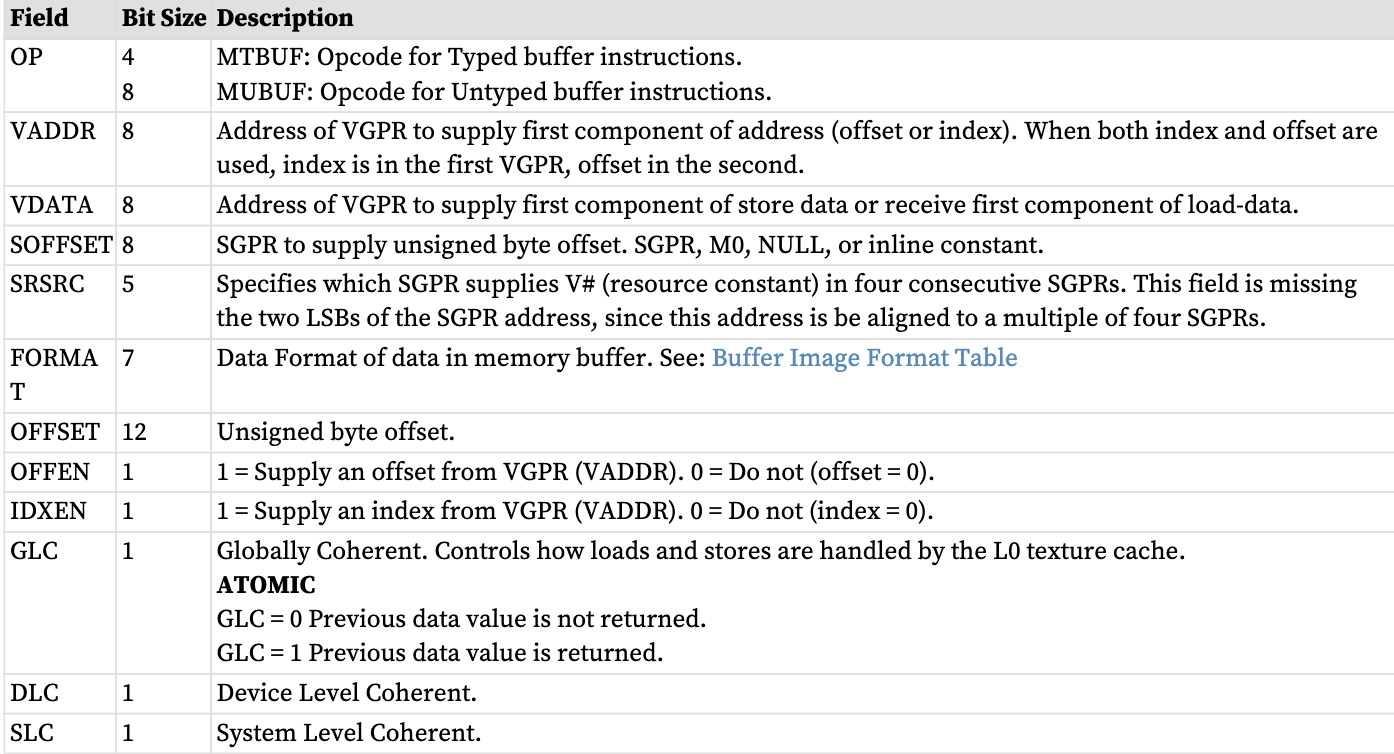 Field Bit Size Description
OP 4 MTBUF: Opcode for Typed buffer instructions.
8 MUBUF: Opcode for Untyped buffer instructions.
VADDR 8 Address of VGPR to supply first component of address (offset or index). When both index and offset are
used, index is in the first VGPR, offset in the second.
VDATA 8 Address of VGPR to supply first component of store data or receive first component of load-data.
SOFFSET 8 SGPR to supply unsigned byte offset. SGPR, M0, NULL, or inline constant.
SRSRC 5 Specifies which SGPR supplies V# (resource constant) in four consecutive SGPRs. This field is missing
the two LSBs of the SGPR address, since this address is be aligned to a multiple of four SGPRs.
FORMA 7 Data Format of data in memory buffer. See: Buffer Image Format Table
T
OFFSET 12 Unsigned byte offset.
OFFEN 1 1 = Supply an offset from VGPR (VADDR). 0 = Do not (offset = 0).
IDXEN 1 1 = Supply an index from VGPR (VADDR). 0 = Do not (index = 0).
GLC 1 Globally Coherent. Controls how loads and stores are handled by the L0 texture cache.
ATOMIC
GLC = 0 Previous data value is not returned.
GLC = 1 Previous data value is returned.
DLC 1 Device Level Coherent.
SLC 1 System Level Coherent.